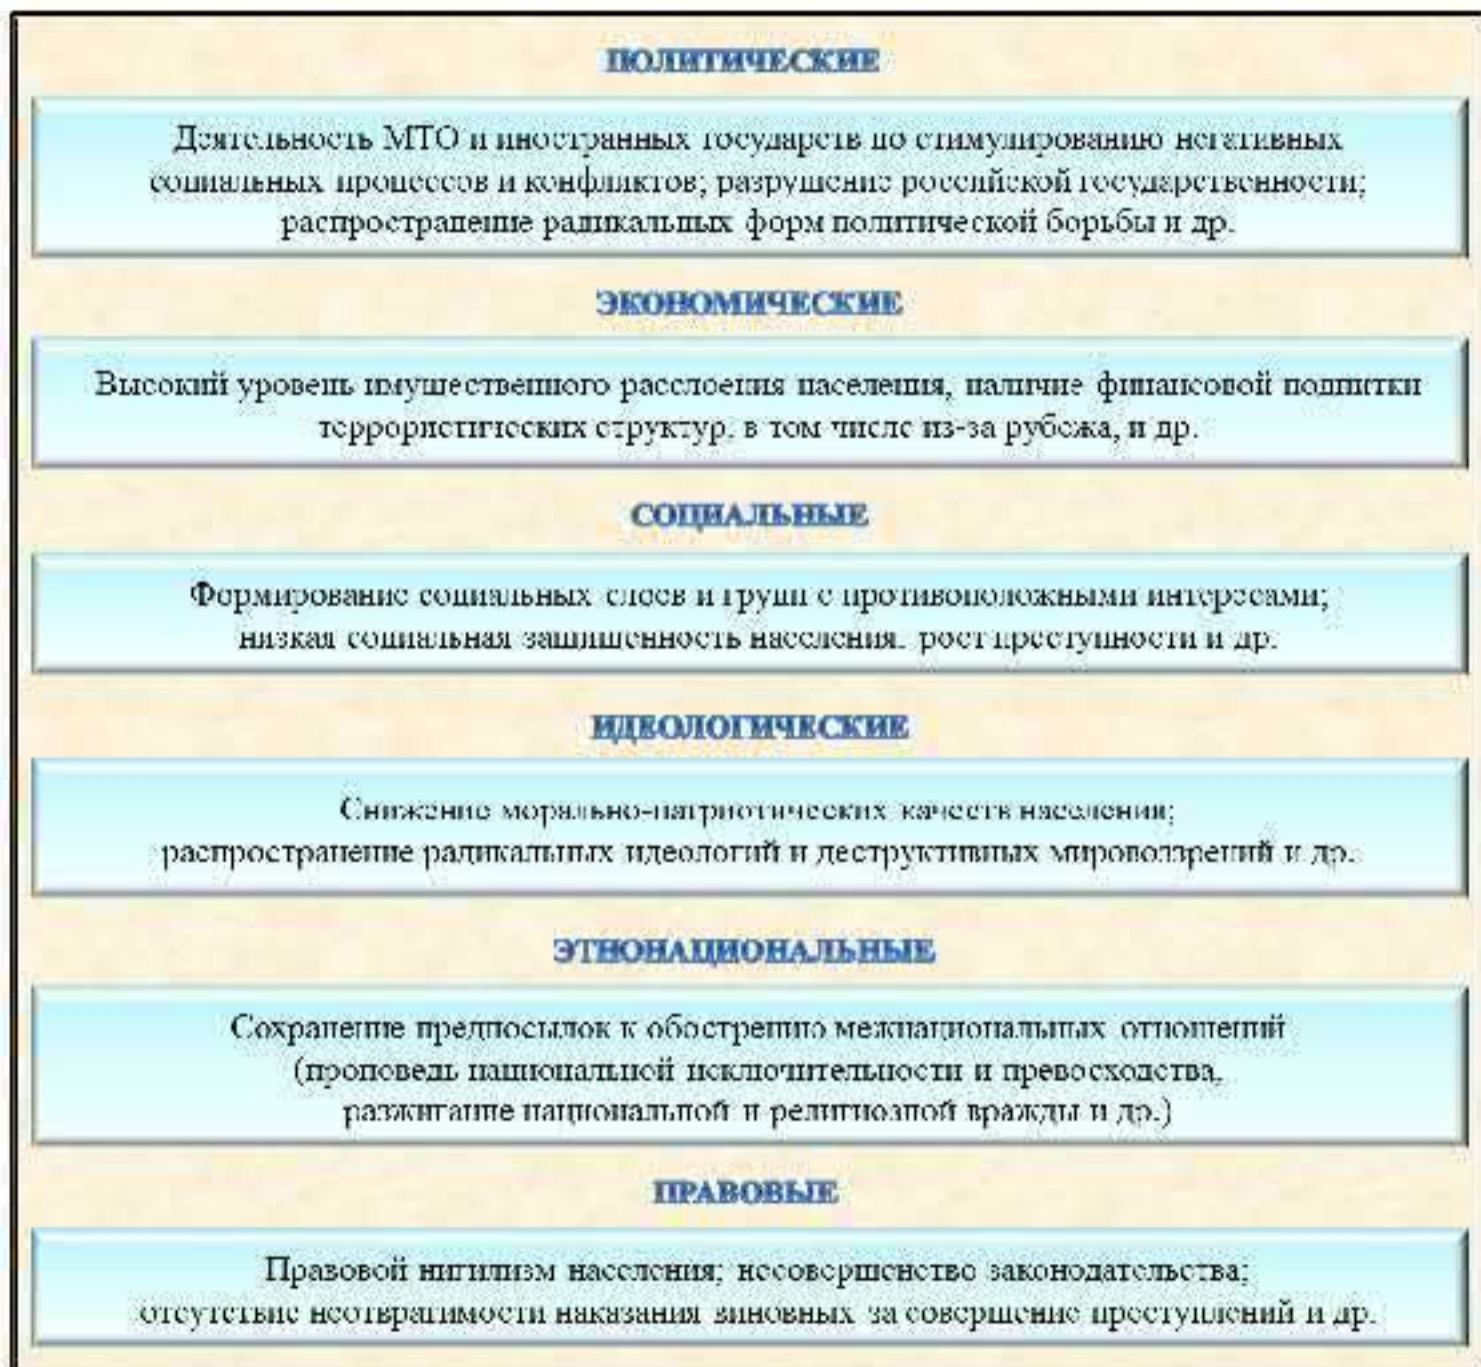 ПОЛИТИЧЕСКИЕ
Деятельность МТО и иностранных государств по стимулированию негативных
социальных процессов и конфликтов; разрушение российской государственности;
распространение радикальных форм политической борьбы и др.
ЭКОНОМИЧЕСКИЕ
Высокий уровень имущественного расслоения населения, наличие финансовой подпитки
террористических структур, в том числе из-за рубежа, и др.
СОЦИАЛЬНЫЕ
Формирование социальных слоев и групп с противоположными интересами;
низкая социальная защищенность населения, рост преступности и др.
ИДЕОЛОГИЧЕСКИЕ
Снижение морально-патриотических качеств населения;
распространение радикальных идеологий и деструктивных мировоззрений и др.
ЭТНОНАЦИОНАЛЬНЫЕ
Сохранение предпосылок к обострению межнациональных отношений
(проповедь национальной исключительности и превосходства,
разжигание национальной и религиозной вражды и др.)
ПРАВОВЫЕ
Правовой нигилизм населения; несовершенство законодательства;
отсутствие неотвратимости наказания виновных за совершение преступлений и др.